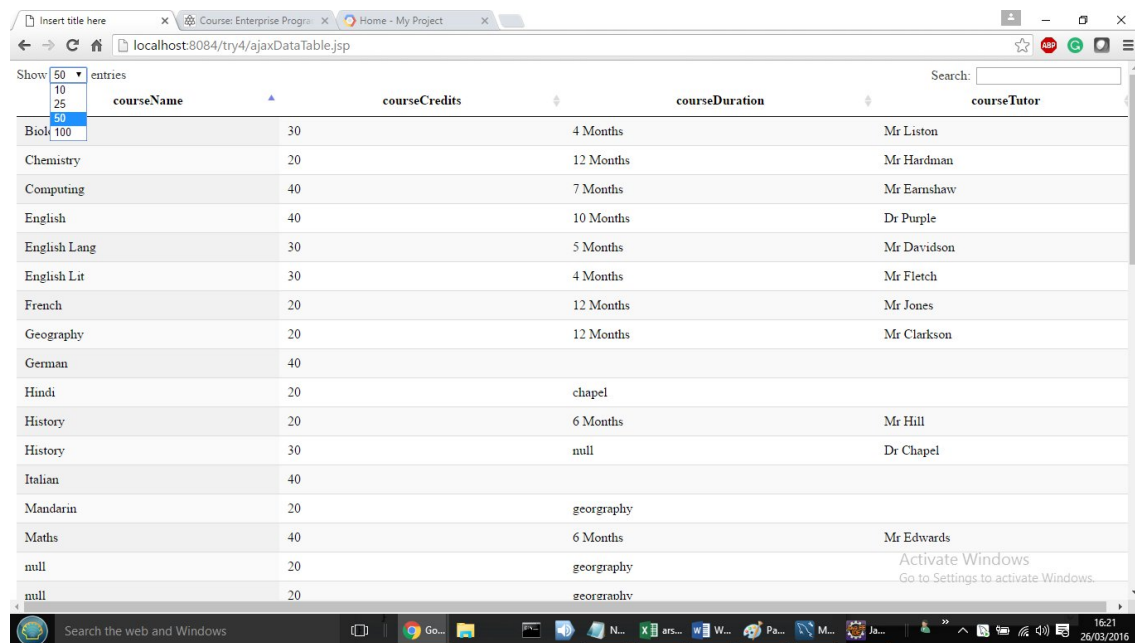 Insert title here Course: Enterprise Progra Home - My Project
localhost:8084/try4/ajaxDataTable.jsp ABP G
Show 50 entries Search:
10
25
50
100
courseName courseCredits courseDuration courseTutor
Biol 30 4 Months Mr Liston
Chemistry 20 12 Months Mr Hardman
Computing 40 7 Months Mr Earnshaw
English 40 10 Months Dr Purple
English Lang 30 5 Months Mr Davidson
English Lit 30 4 Months Mr Fletch
French 20 12 Months Mr Jones
Geography 20 12 Months Mr Clarkson
German 40
Hindi 20 chapel
History 20 6 Months Mr Hill
History 30 null Dr Chapel
Italian 40
Mandarin 20 georgraphy
Maths 40 6 Months Mr Edwards
null 20 georgraphy
null 20 georgraphy
Activate Windows
Go to Settings to activate Windows.
Search the web and Windows Go... N... ars... W... Pa... M... Ja... 16:21
26/03/2016